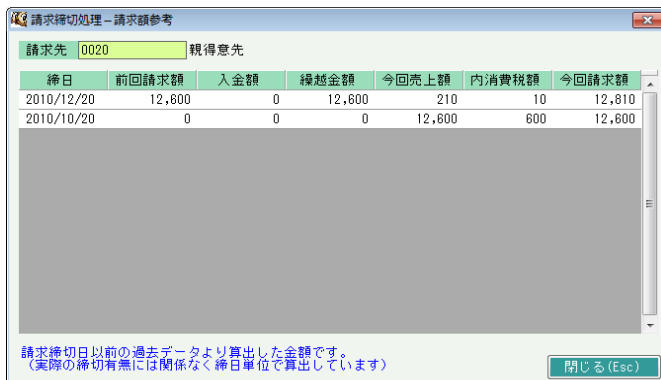 請求締切処理－請求額参考
請求先 0020 親得意先
締日 前回請求額 入金額 繰越金額 今回売上額 内消費税額 今回請求額
2010/12/20 12,600 0 12,600 210 10 12,810
2010/10/20 0 0 0 12,600 600 12,600
請求締切日以前の過去データより算出した金額です。
（実際の締切有無には関係なく締日単位で算出しています）
閉じる(Esc)